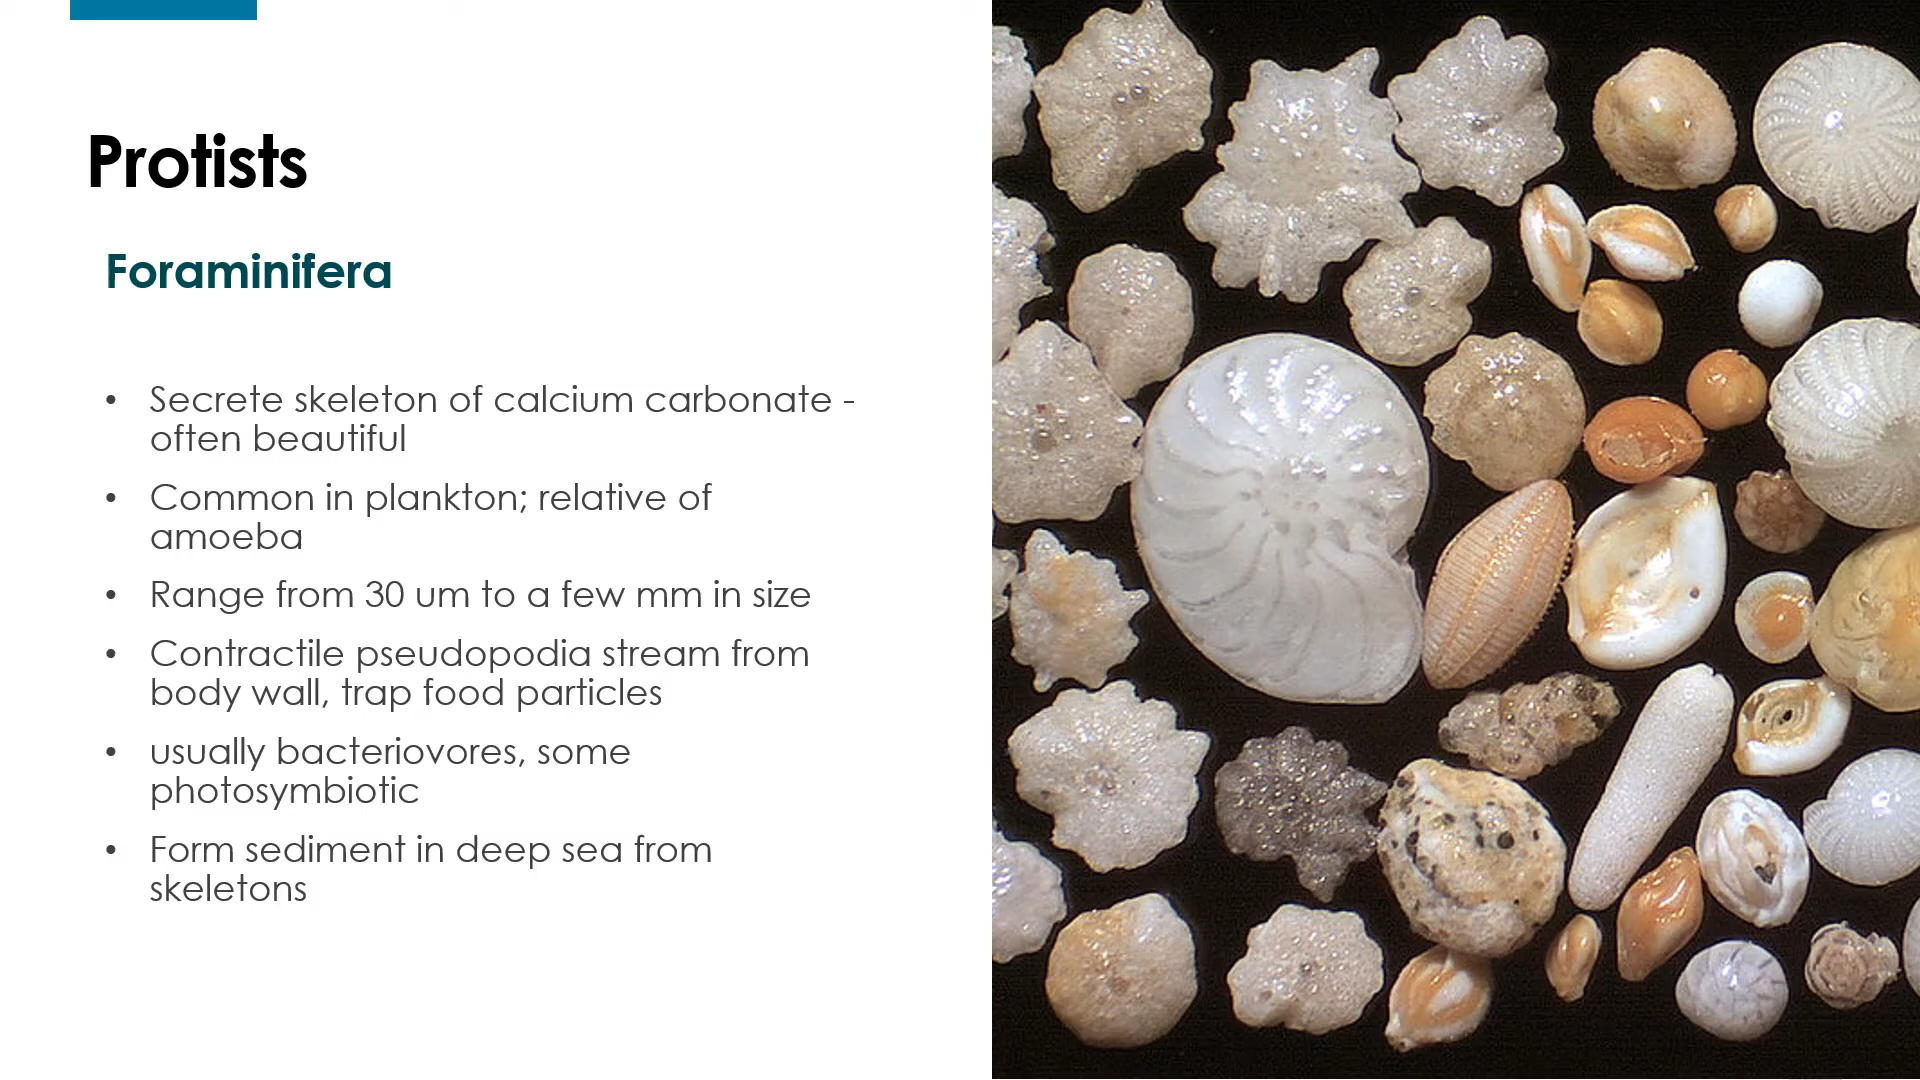 Protists
Foraminifera
• Secrete skeleton of calcium carbonate -
often beautiful
• Common in plankton; relative of
amoeba
• Range from 30 um to a few mm in size
• Contractile pseudopodia stream from
body wall, trap food particles
• usually bacteriovores, some
photosymbiotic
• Form sediment in deep sea from
skeletons